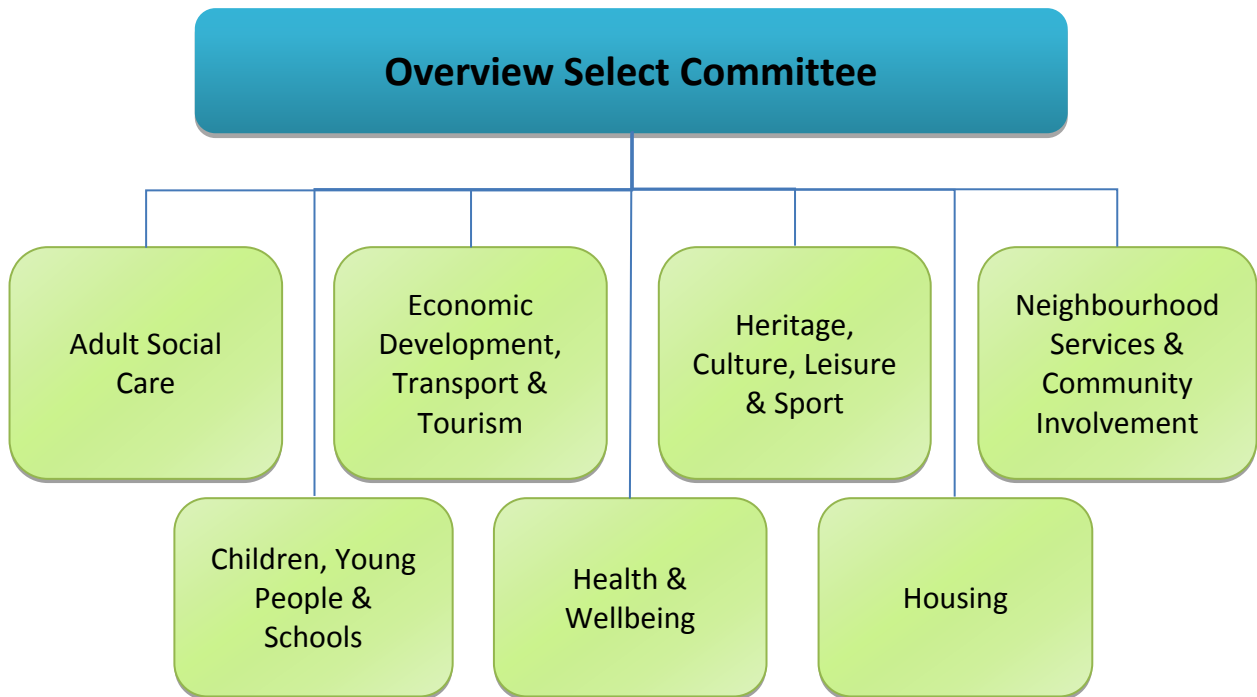 Overview Select Committee
Adult Social
Care
Economic
Development,
Transport &
Tourism
Heritage,
Culture, Leisure
& Sport
Neighbourhood
Services &
Community
Involvement
Children, Young
People &
Schools
Health &
Wellbeing
Housing